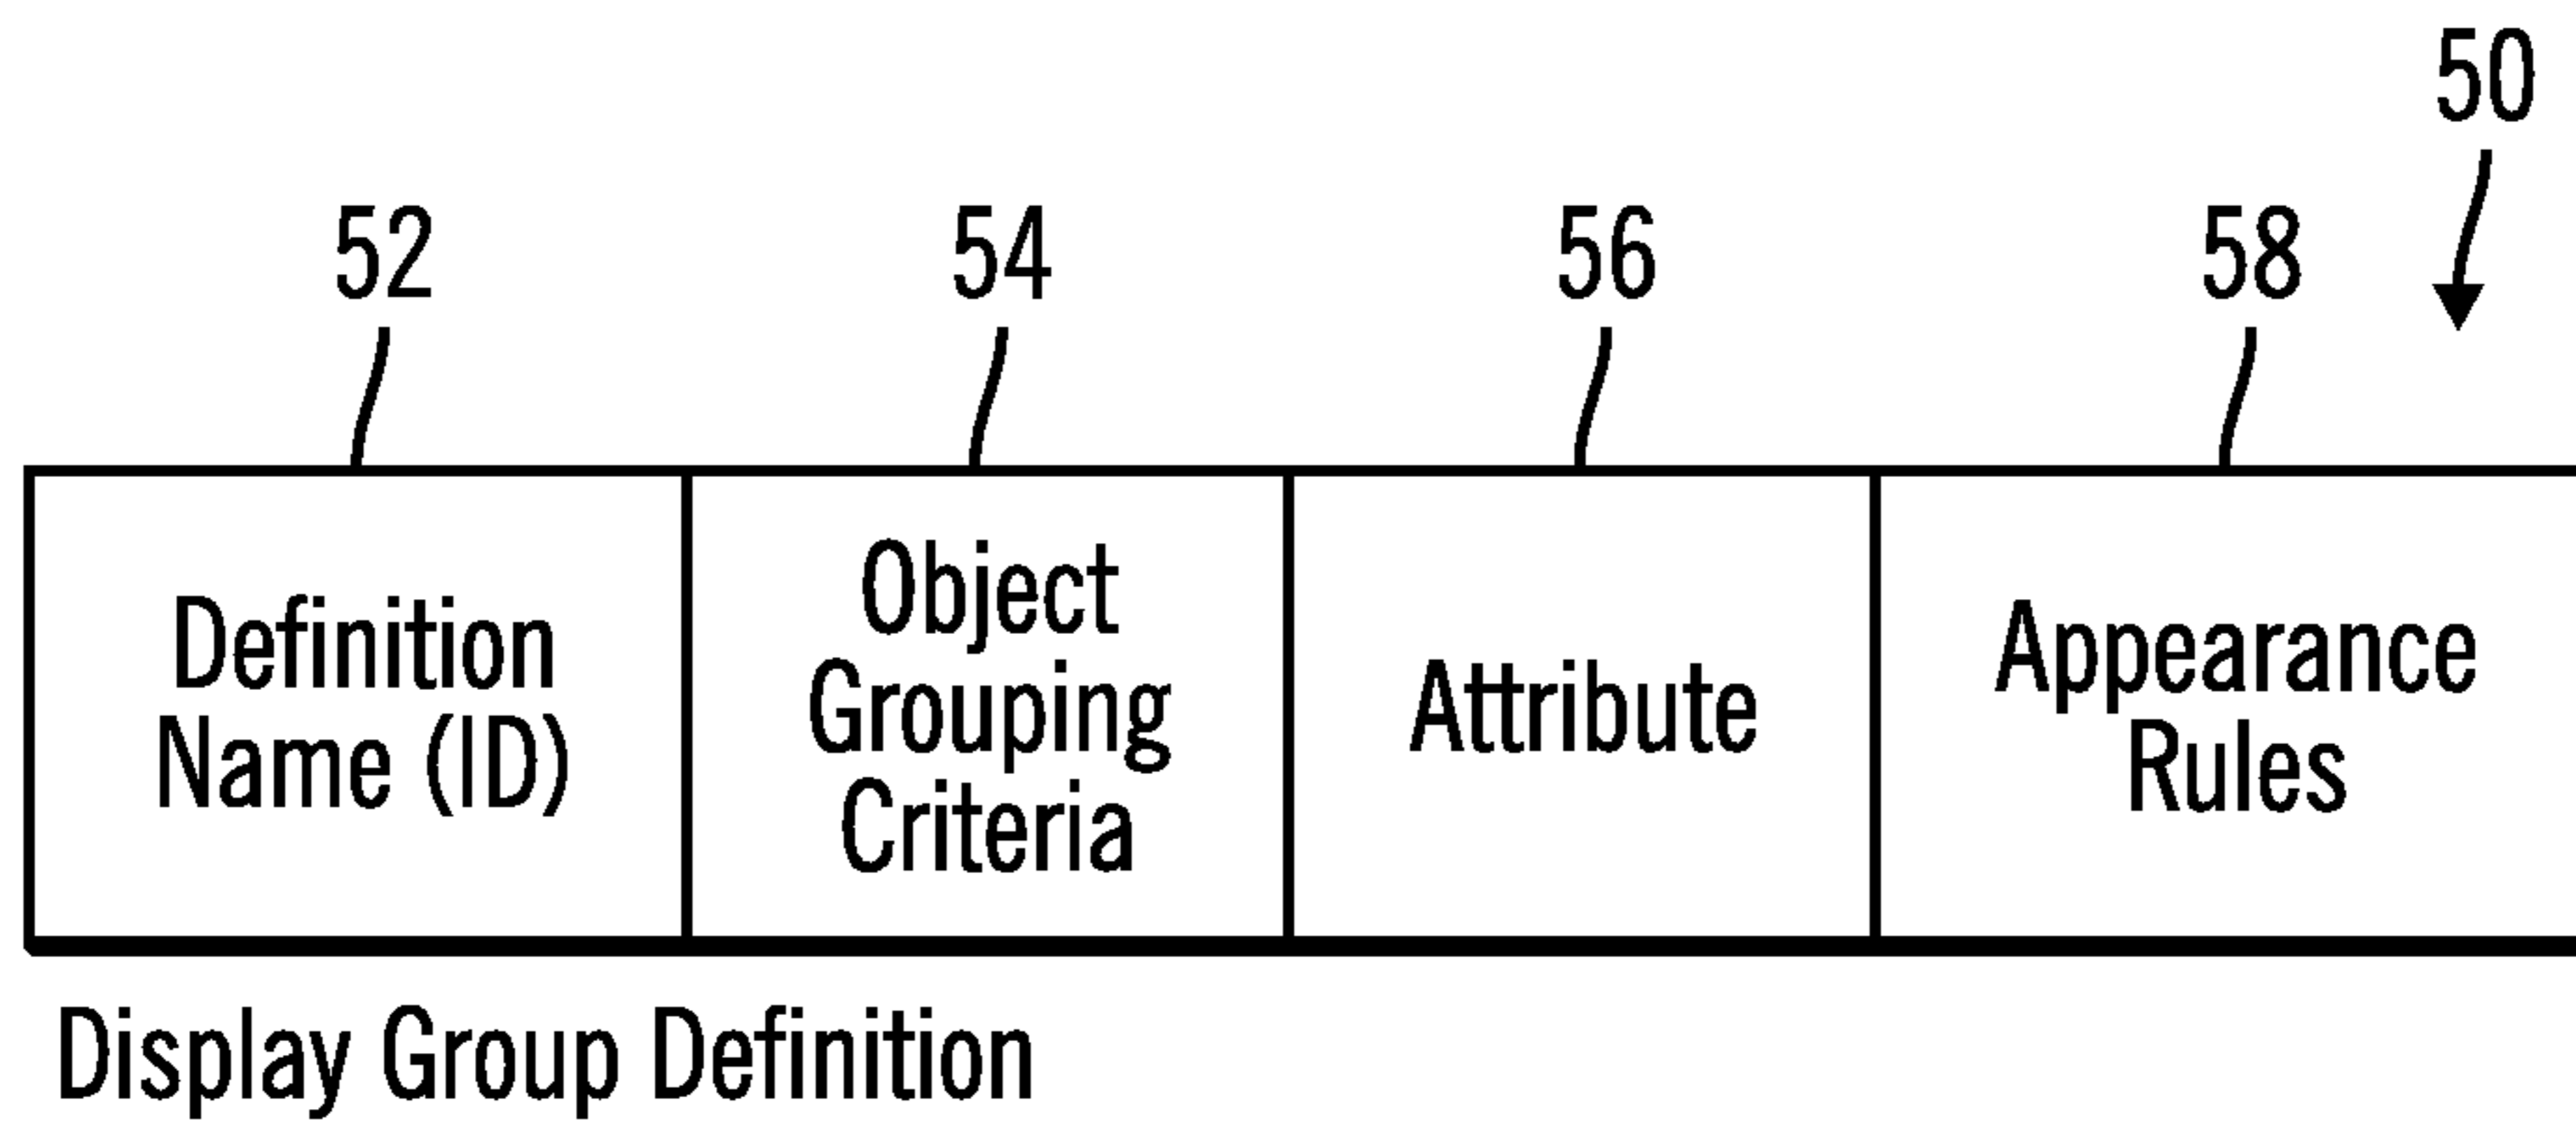 50
52
54
56
58
Definition
Name (ID)
Object
Grouping
Criteria
Attribute
Appearance
Rules
Display Group Definition